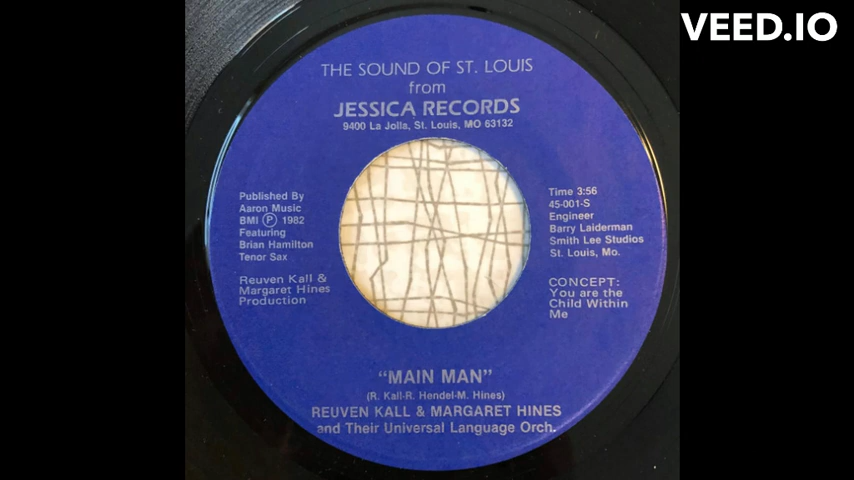 VEED.IO
THE SOUND OF ST. LOUIS
from
JESSICA RECORDS
9400 La Jolla, St. Louis, MO 63132
Published By
Aaron Music
BMI Ⓟ 1982
Featuring
Brian Hamilton
Tenor Sax
Reuven Kall &
Margaret Hines
Production
Time 3:56
45-001-S
Engineer
Barry Laiderman
Smith Lee Studios
St. Louis, Mo.
CONCEPT:
You are the
Child Within
Me
"MAIN MAN"
(R. Kall-R. Hendel-M. Hines)
REUVEN KALL & MARGARET HINES
and Their Universal Language Orch.